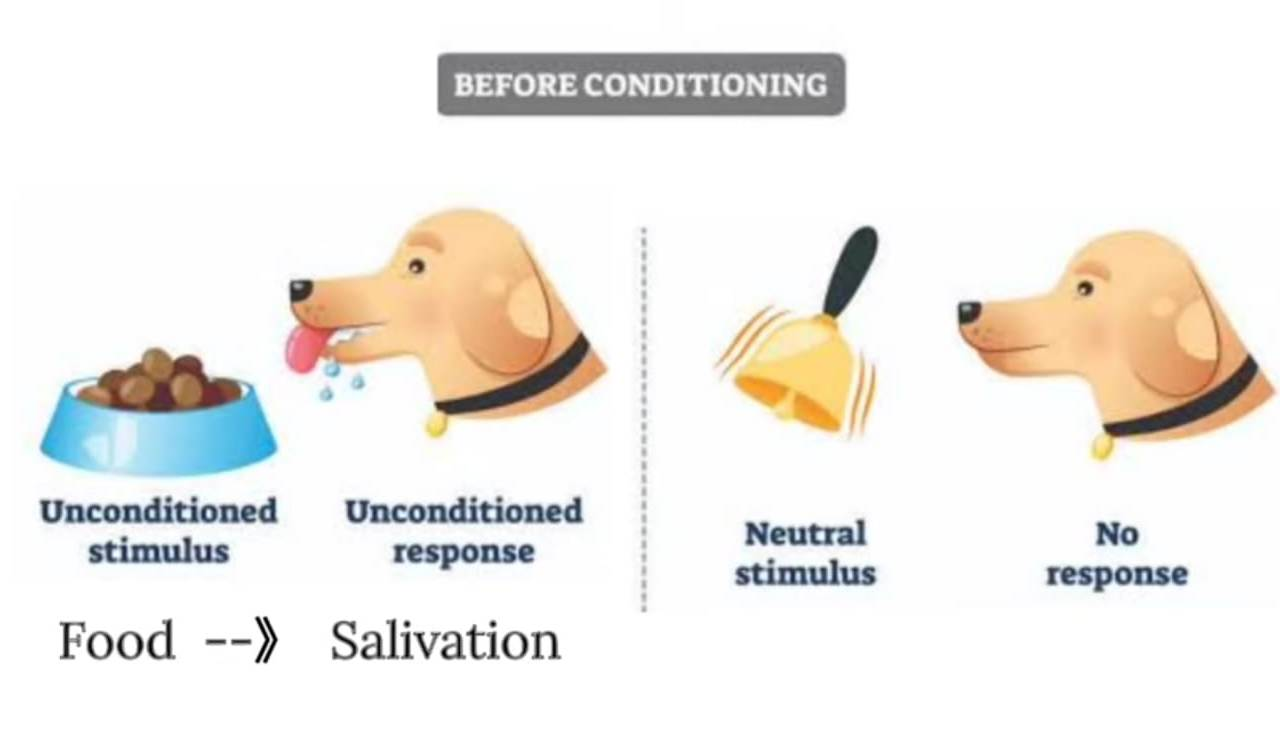 BEFORE CONDITIONING
Unconditioned
stimulus
Unconditioned
response
Neutral
stimulus
No
response
Food --⟫ Salivation